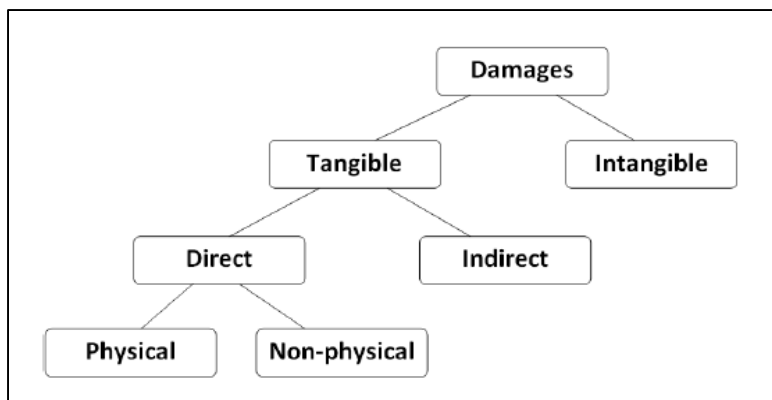 Damages
Tangible
Intangible
Direct
Indirect
Physical
Non-physical